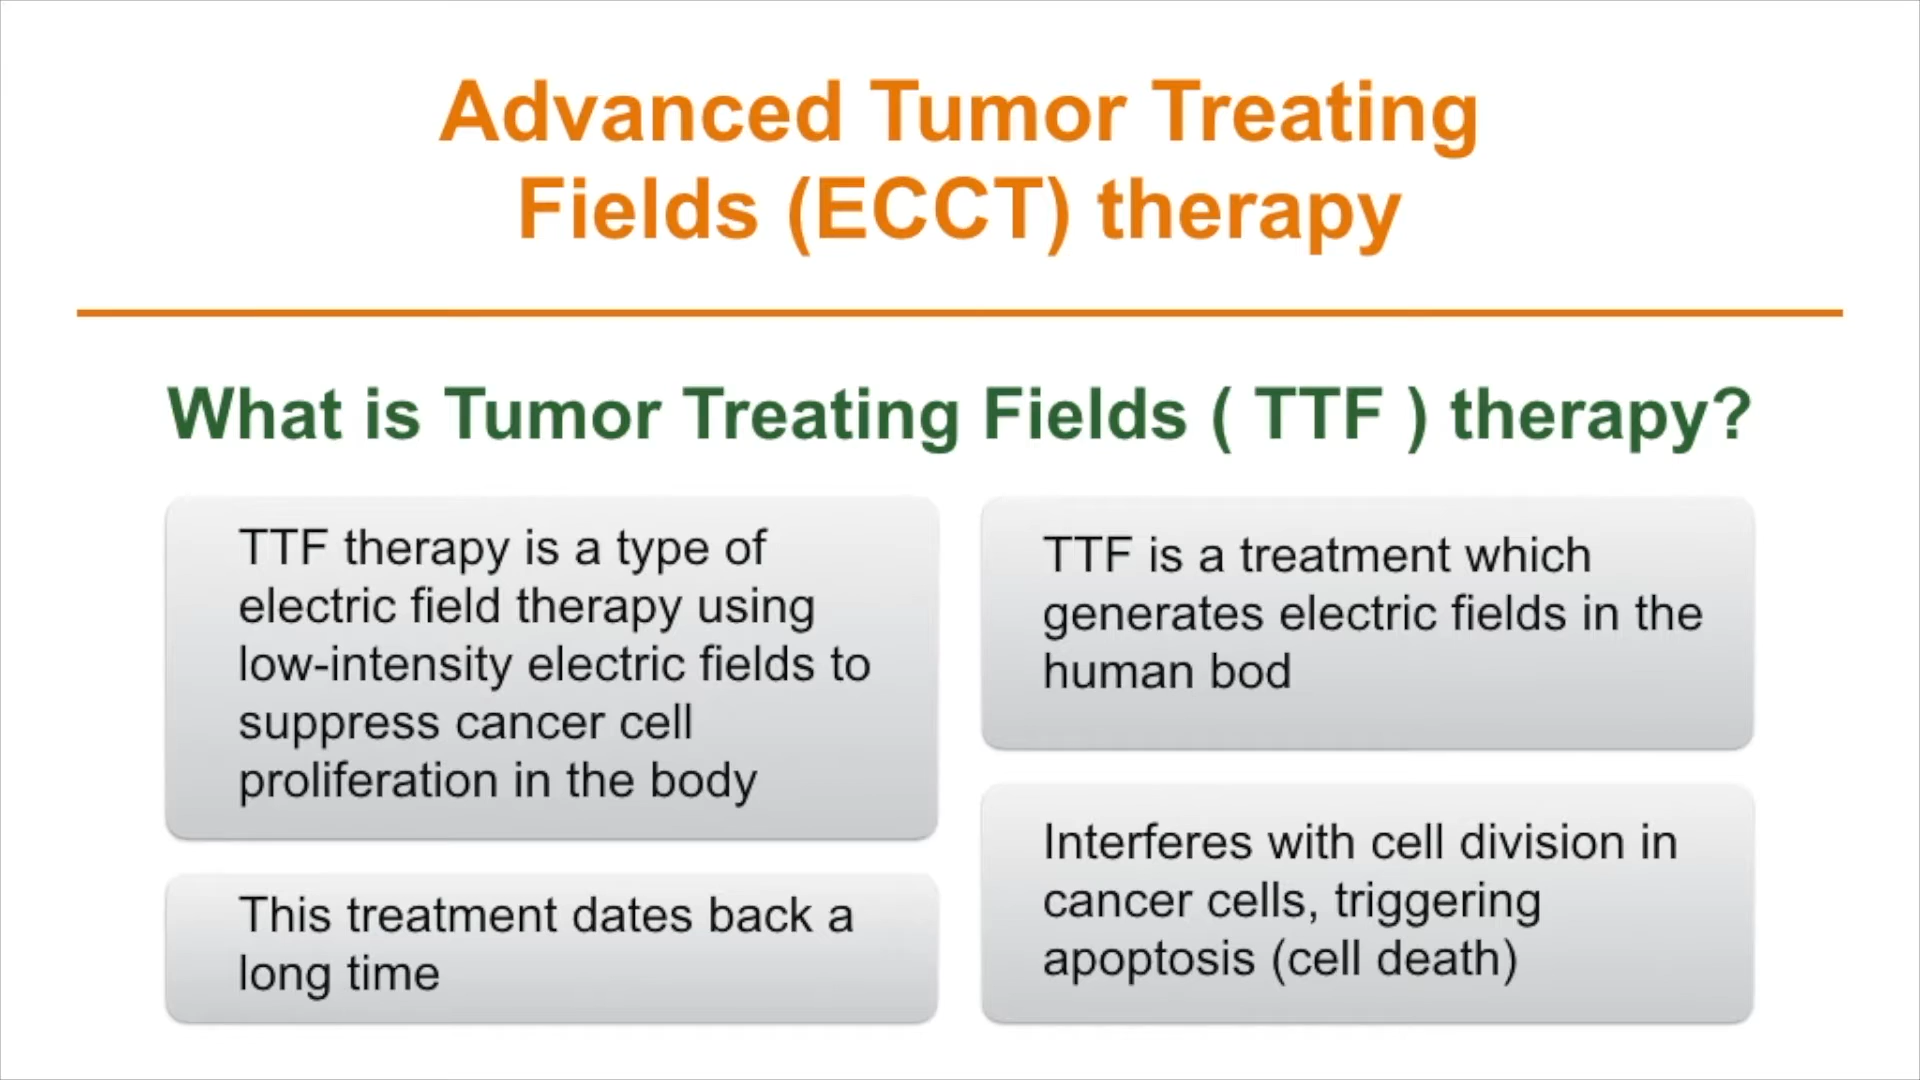 Advanced Tumor Treating
Fields (ECCT) therapy
What is Tumor Treating Fields ( TTF ) therapy?
TTF therapy is a type of
electric field therapy using
low-intensity electric fields to
suppress cancer cell
proliferation in the body
This treatment dates back a
long time
TTF is a treatment which
generates electric fields in the
human bod
Interferes with cell division in
cancer cells, triggering
apoptosis (cell death)